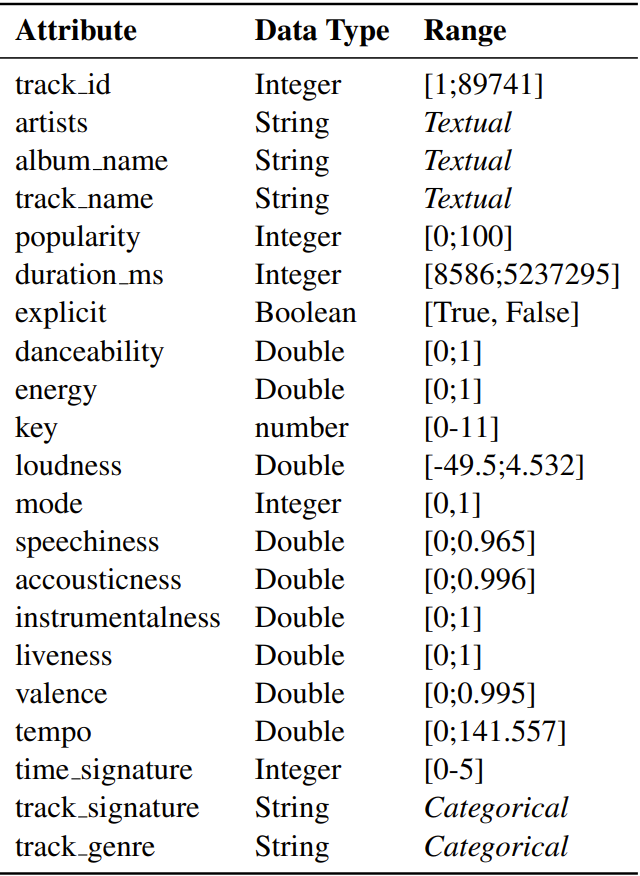 Attribute Data Type Range
track_id Integer [1;89741]
artists String Textual
album_name String Textual
track_name String Textual
popularity Integer [0;100]
duration_ms Integer [8586;5237295]
explicit Boolean [True, False]
danceability Double [0;1]
energy Double [0;1]
key number [0-11]
loudness Double [-49.5;4.532]
mode Integer [0,1]
speechiness Double [0;0.965]
accousticness Double [0;0.996]
instrumentalness Double [0;1]
liveness Double [0;1]
valence Double [0;0.995]
tempo Double [0;141.557]
time_signature Integer [0-5]
track_signature String Categorical
track_genre String Categorical